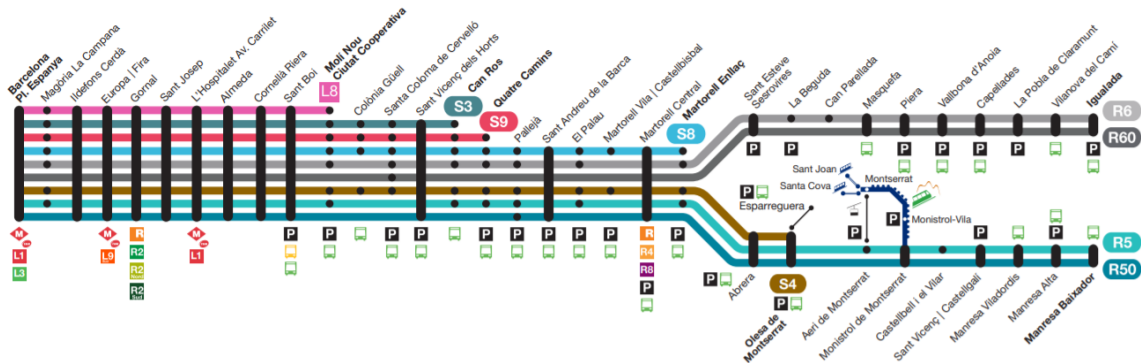 Barcelona
Pl. Espanya
Magòria La Campana
Ildefons Cerdà
Europa | Fira
Gornal
Sant Josep
L'Hospitalet Av. Carrilet
Almeda
Cornellà Riera
Sant Boi
Molí Nou
Ciutat Cooperativa
L8
Colònia Güell
Santa Coloma de Cervelló
Sant Vicenç dels Horts
Can Ros
S3
Quatre Camins
S9
Pallejà
Sant Andreu de la Barca
El Palau
Martorell Vila | Castellbisbal
Martorell Central
Martorell Enllaç
S8
Sant Esteve
Sesrovires
La Beguda
Can Parellada
Masquefa
Piera
Vallbona d'Anoia
Capellades
La Pobla de Claramunt
Vilanova del Camí
Igualada
R6
R60
P
P
P
P
P
P
P
Sant Joan
Santa Cova
Montserrat
Monistrol-Vila
P
P
P
Esparreguera
P
P
R5
R50
M
L1
L3
M
L9
R
R2
R2
R2
Sud
M
L1
P
P
P
P
P
P
P
P
P
R
R4
R8
P
P
P
Abrera
S4
P
Olesa de
Montserrat
Aeri de Montserrat
Monistrol de Montserrat
Castellbell i el Vilar
Sant Vicenç | Castellgalí
Manresa Viladordis
Manresa Alta
Manresa Baixador